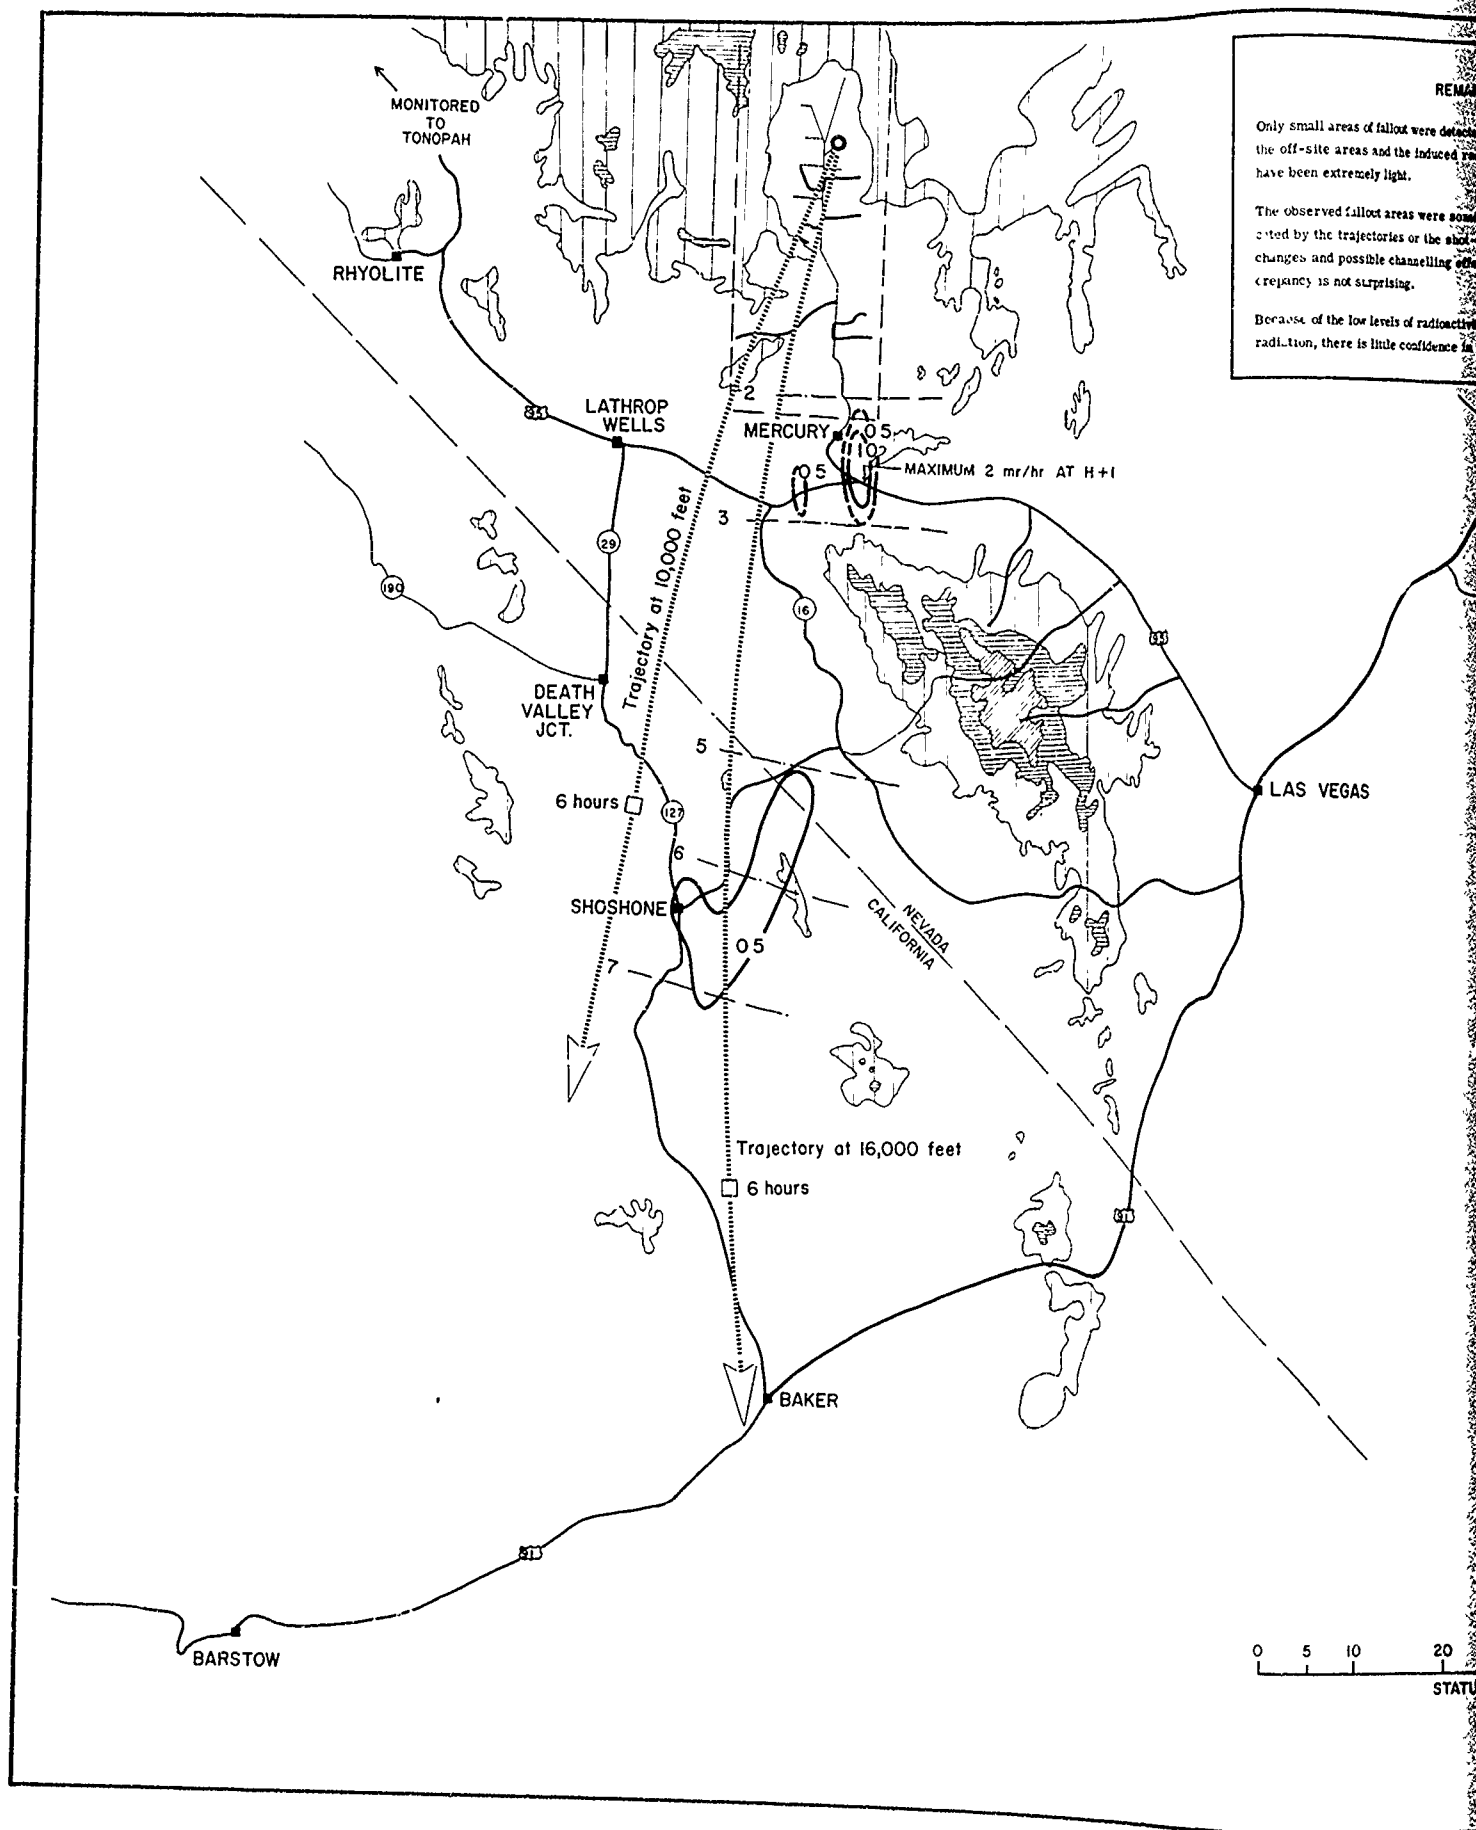 MONITORED
TO
TONOPAH
Only small areas of fallout were
the off-site areas and the induced
have been extremely light.
The observed fallout areas were
by the trajectories or the
changes and possible channelling
is not surprising.
Because of the low levels of
there is little confidence
RHYOLITE
2
LATHROP
WELLS
MERCURY
0 5
0 5
MAXIMUM 2 mr/hr AT H+1
3
29
190
16
Trajectory at 10,000 feet
DEATH
VALLEY
JCT.
5
6 hours
127
LAS VEGAS
6
SHOSHONE
0 5
NEVADA
CALIFORNIA
7
Trajectory at 16,000 feet
6 hours
BAKER
BARSTOW
0 5 10 20